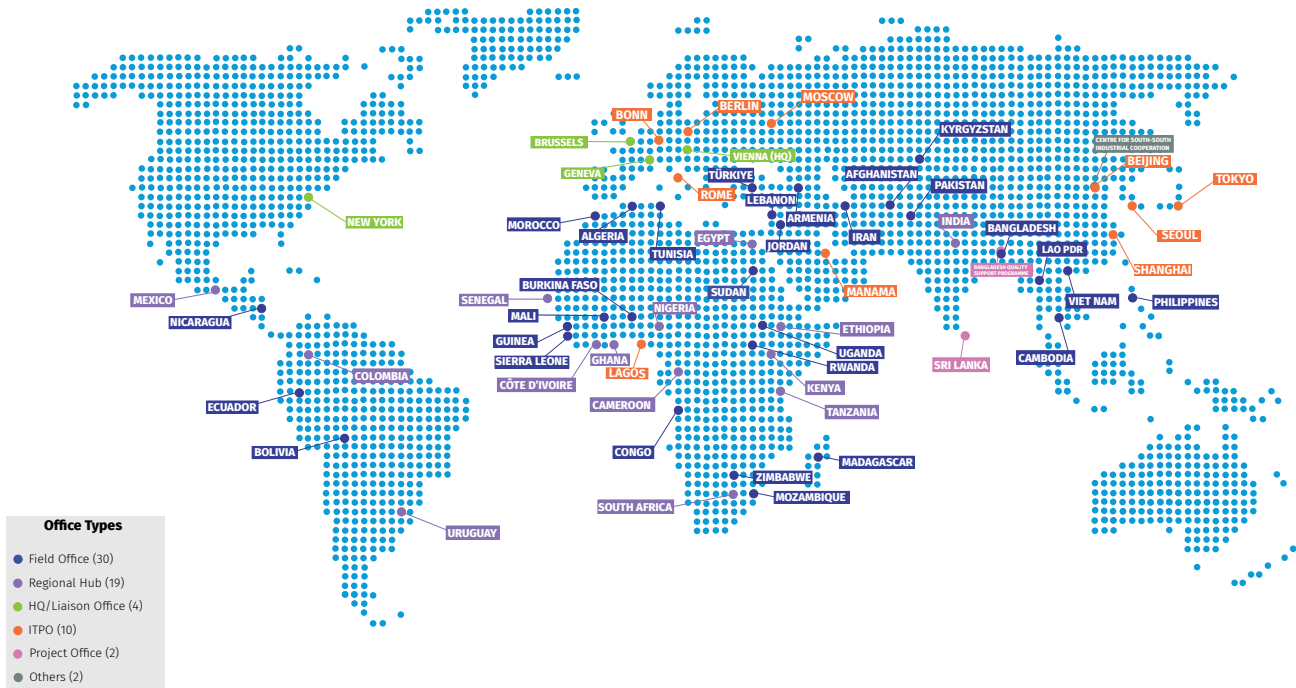 MOSCOW
BERLIN
BONN
BRUSSELS
VIENNA (HQ)
GENEVA
KYRGYZSTAN
CENTRE FOR SOUTH-SOUTH
INDUSTRIAL COOPERATION
BEIJING
TÜRKIYE
AFGHANISTAN
PAKISTAN
TOKYO
ROME
LEBANON
NEW YORK
MOROCCO
ARMENIA
INDIA
BANGLADESH
ALGERIA
EGYPT
IRAN
SEOUL
TUNISIA
JORDAN
LAO PDR
BANGLADESH QUALITY
SUPPORT PROGRAMME
SHANGHAI
BURKINA FASO
SUDAN
MANAMA
MEXICO
SENEGAL
VIET NAM
PHILIPPINES
NICARAGUA
MALI
NIGERIA
ETHIOPIA
GUINEA
SIERRA LEONE
GHANA
UGANDA
RWANDA
SRI LANKA
CAMBODIA
COLOMBIA
LAGOS
CÔTE D'IVOIRE
KENYA
ECUADOR
CAMEROON
TANZANIA
BOLIVIA
CONGO
MADAGASCAR
ZIMBABWE
MOZAMBIQUE
SOUTH AFRICA
URUGUAY
Office Types
Field Office (30)
Regional Hub (19)
HQ/Liaison Office (4)
ITPO (10)
Project Office (2)
Others (2)